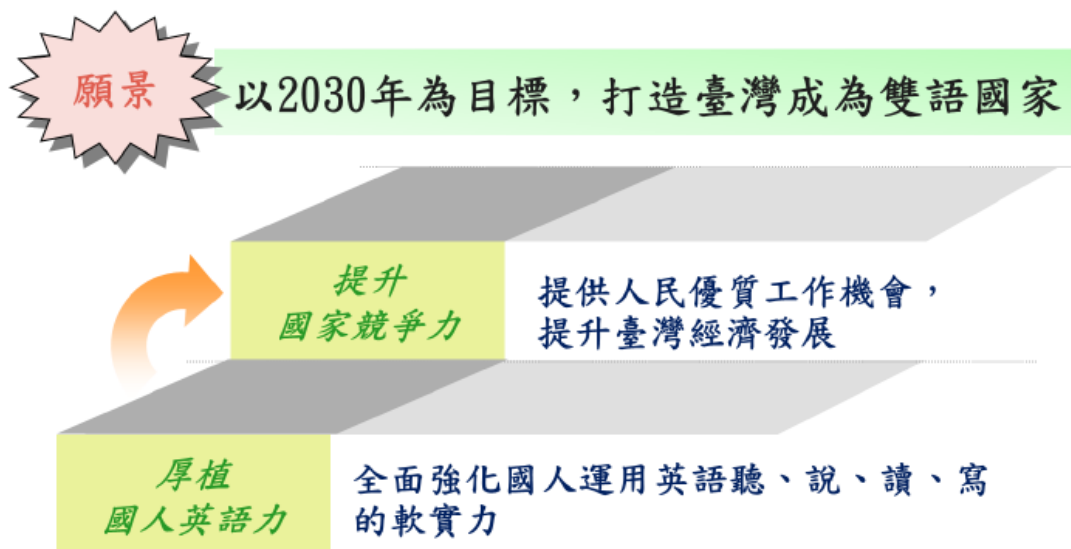 願景
以2030年為目標，打造臺灣成為雙語國家
提升
國家競爭力
提供人民優質工作機會，
提升臺灣經濟發展
厚植
國人英語力
全面強化國人運用英語聽、說、讀、寫
的軟實力